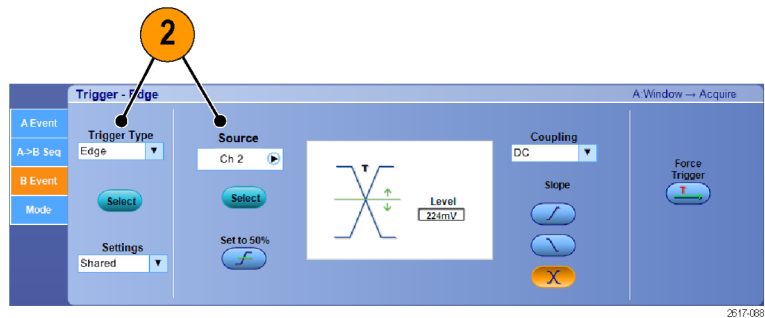 2
Trigger - Edge
A:Window → Acquire
A Event
A->B Seq
B Event
Mode
Trigger Type
Edge
Select
Settings
Shared
Source
Ch 2
Select
Set to 50%
T
Level
224mV
Coupling
DC
Slope
Force
Trigger
T
2617-088